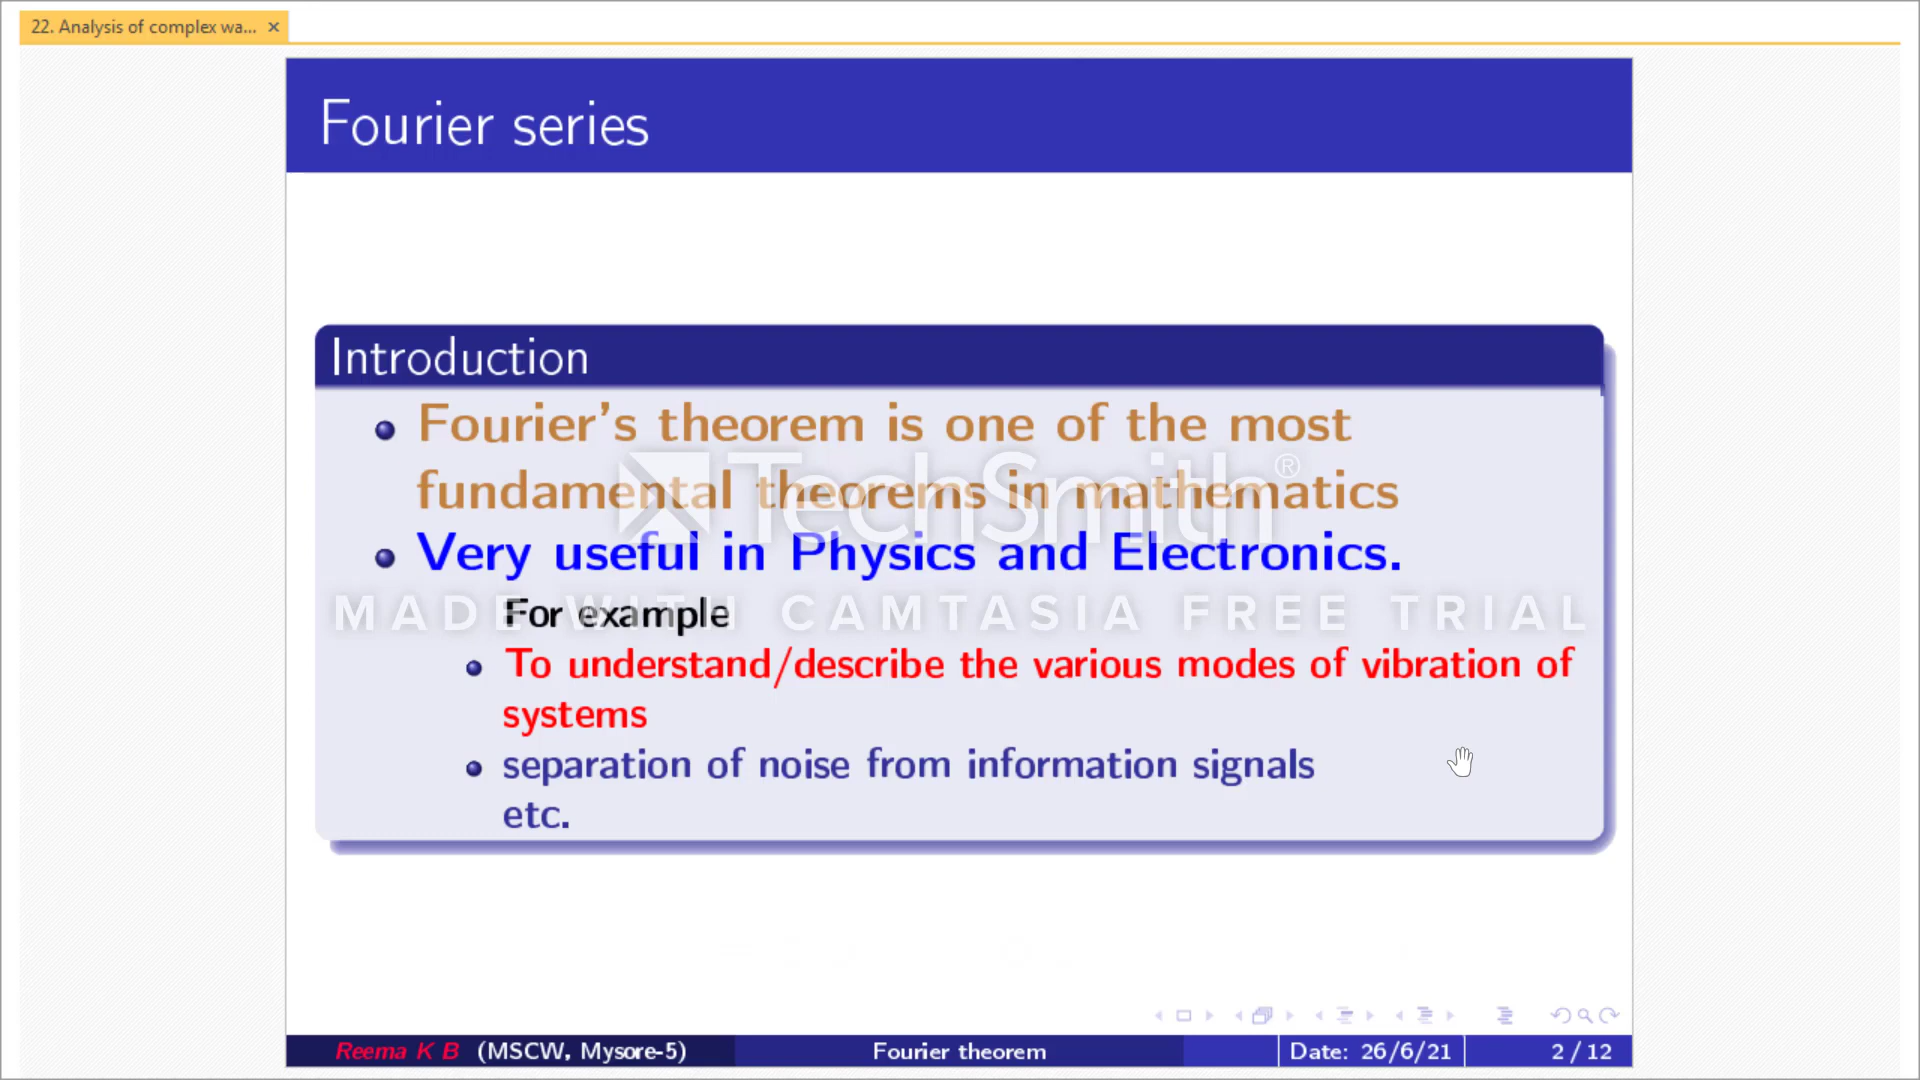 22. Analysis of complex wa... ×
Fourier series
Introduction
Fourier's theorem is one of the most
fundamental theorems in mathematics
TechSmith®
Very useful in Physics and Electronics.
For example
MADE WITH CAMTASIA FREE TRIAL
To understand/describe the various modes of vibration of
systems
separation of noise from information signals
etc.
Reema K B (MSCW, Mysore-5) Fourier theorem Date: 26/6/21 2 / 12